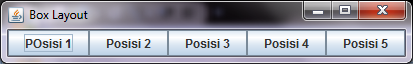 Box Layout
POsisi 1
Posisi 2
Posisi 3
Posisi 4
Posisi 5